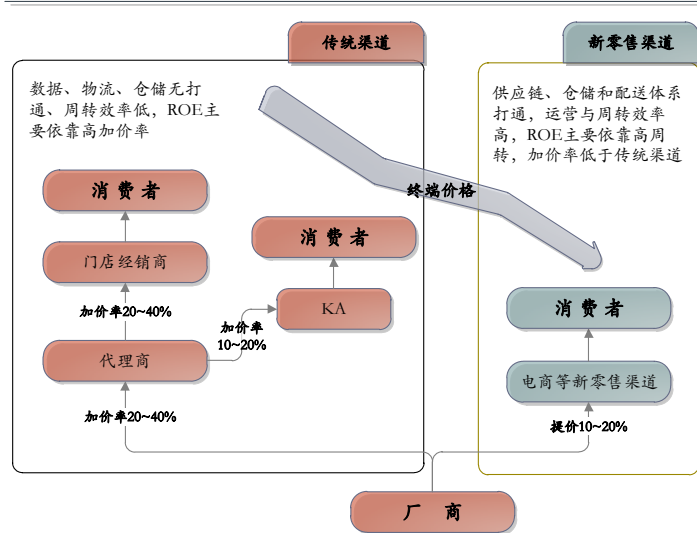 传统渠道
新零售渠道
数据、物流、仓储无打
通、周转效率低，ROE主
要依靠高加价率
供应链、仓储和配送体系
打通，运营与周转效率
高，ROE主要依靠高周
转，加价率低于传统渠道
终端价格
消费者
门店经销商
加价率20~40%
代理商
加价率20~40%
消费者
KA
加价率
10~20%
消费者
电商等新零售渠道
提价10~20%
厂 商